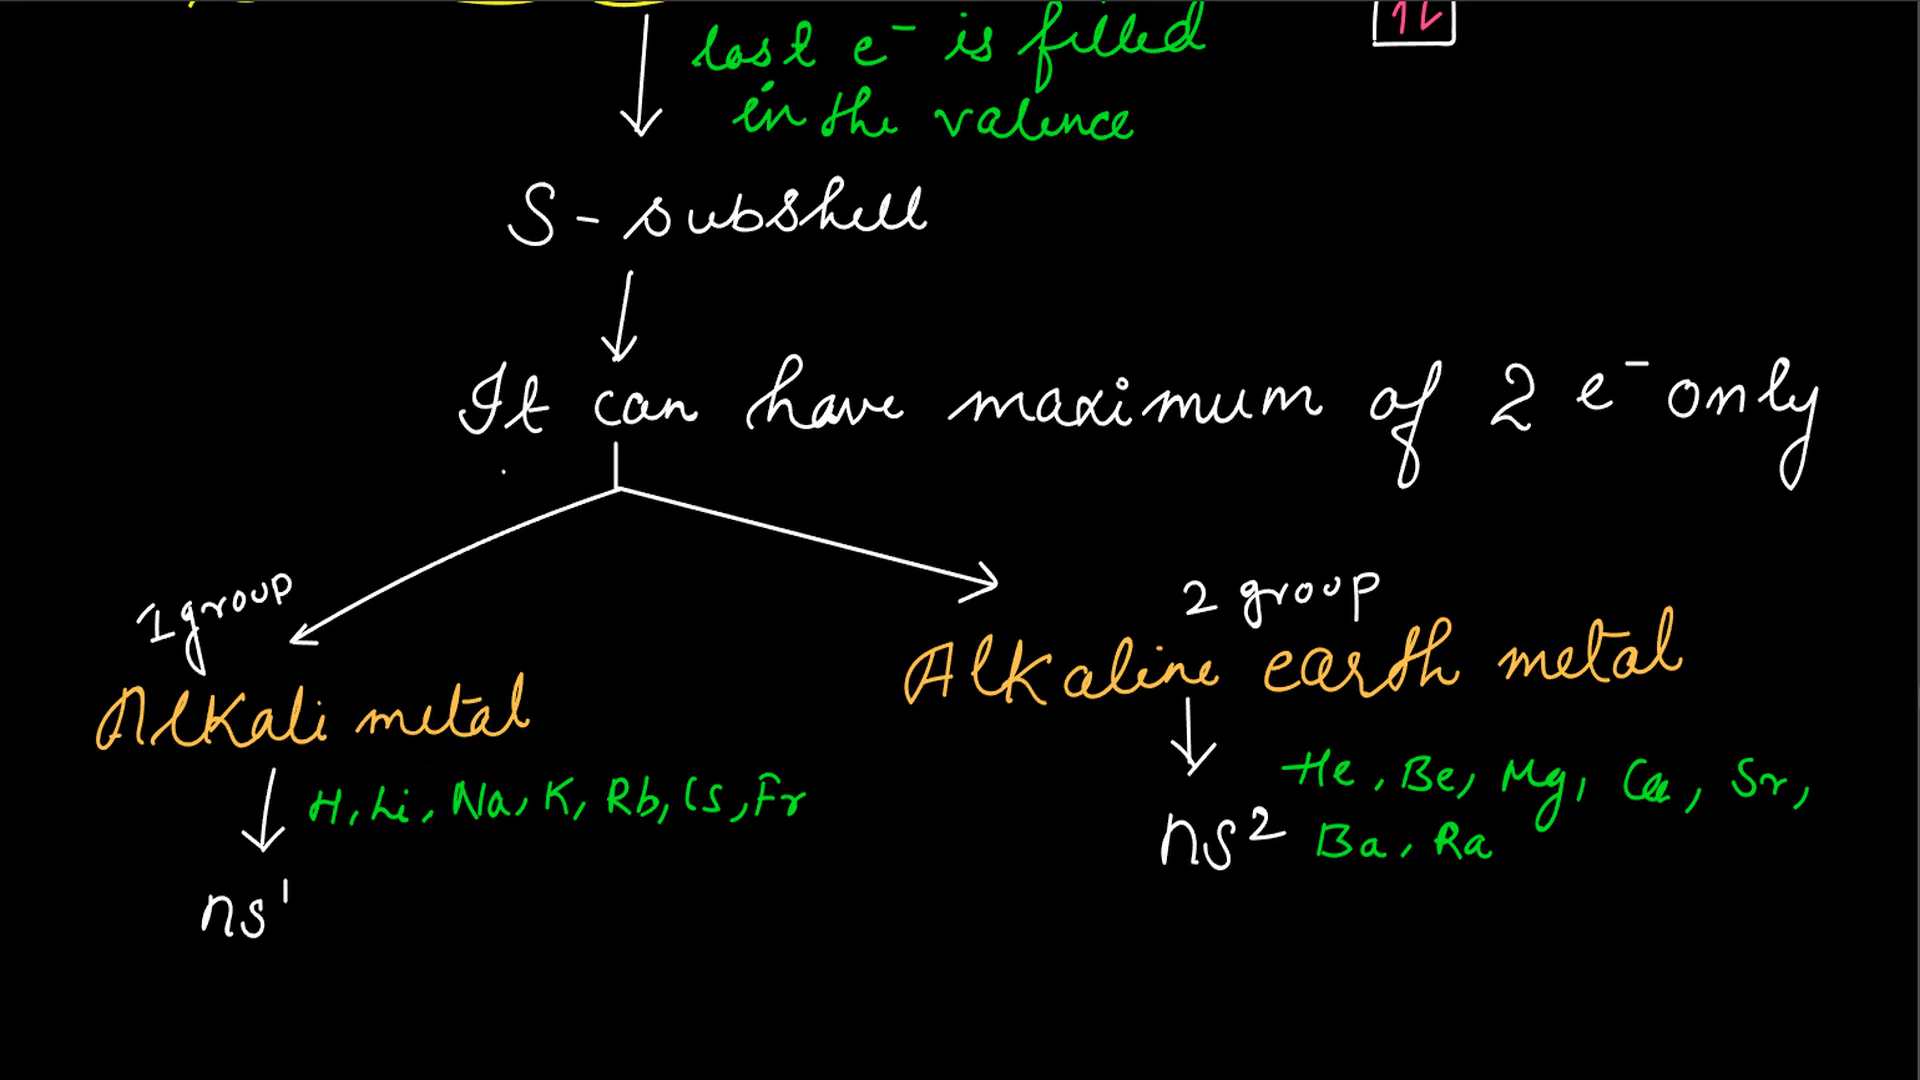 last e⁻ is filled
in the valence
S - subshell
It can have maximum of 2 e⁻ only
1 group
Alkali metal
H, Li, Na, K, Rb, Cs, Fr
ns¹
2 group
Alkaline earth metal
He, Be, Mg, Ca, Sr,
Ba, Ra
ns²